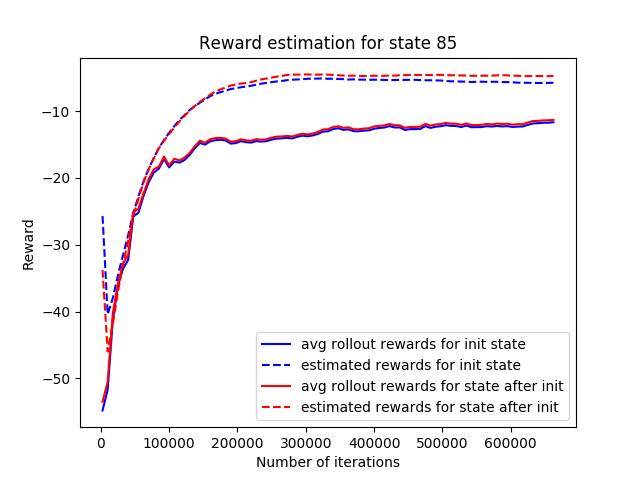 Reward estimation for state 85
Reward
−10
−20
−30
−40
−50
avg rollout rewards for init state
estimated rewards for init state
avg rollout rewards for state after init
estimated rewards for state after init
0 100000 200000 300000 400000 500000 600000
Number of iterations